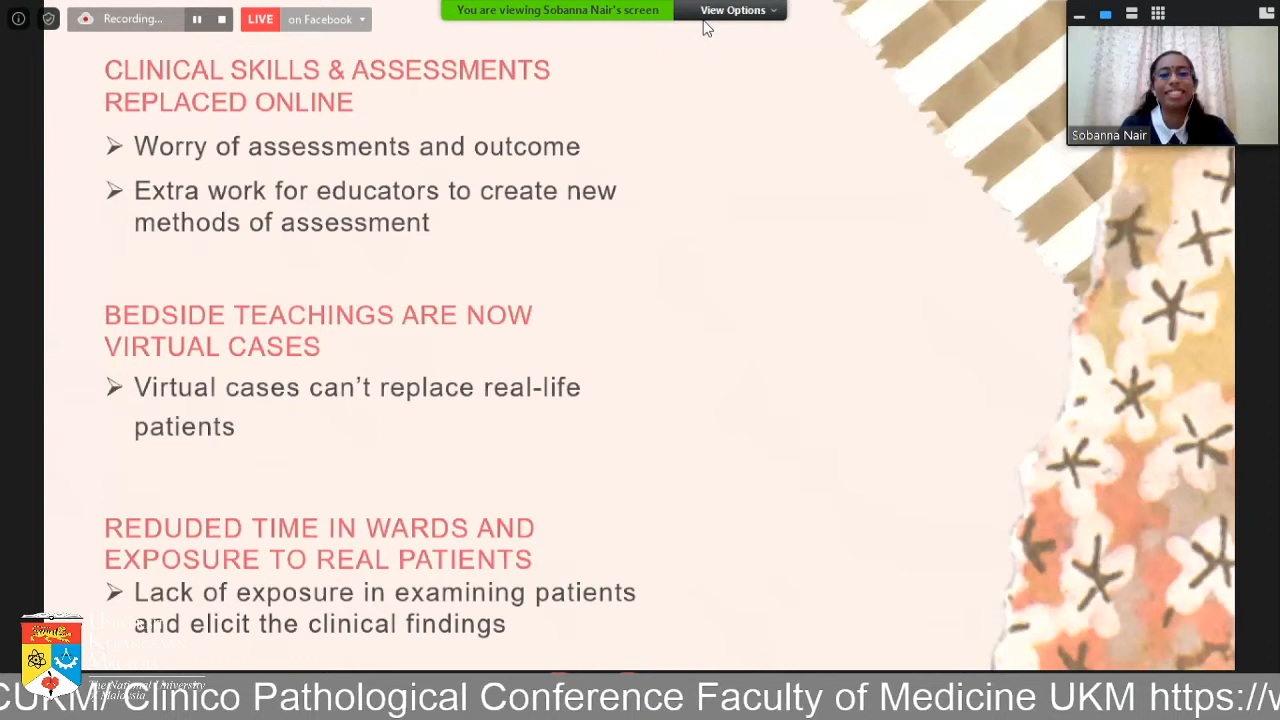 Recording...
LIVE
on Facebook
You are viewing Sobanna Nair's screen
View Options
CLINICAL SKILLS & ASSESSMENTS
REPLACED ONLINE
➢ Worry of assessments and outcome
➢ Extra work for educators to create new
methods of assessment
Sobanna Nair
BEDSIDE TEACHINGS ARE NOW
VIRTUAL CASES
➢ Virtual cases can't replace real-life
patients
REDUDED TIME IN WARDS AND
EXPOSURE TO REAL PATIENTS
➢ Lack of exposure in examining patients
elicit the clinical findings
The National University
of Malaysia
CUKM/ Clinico Pathological Conference Faculty of Medicine UKM https://